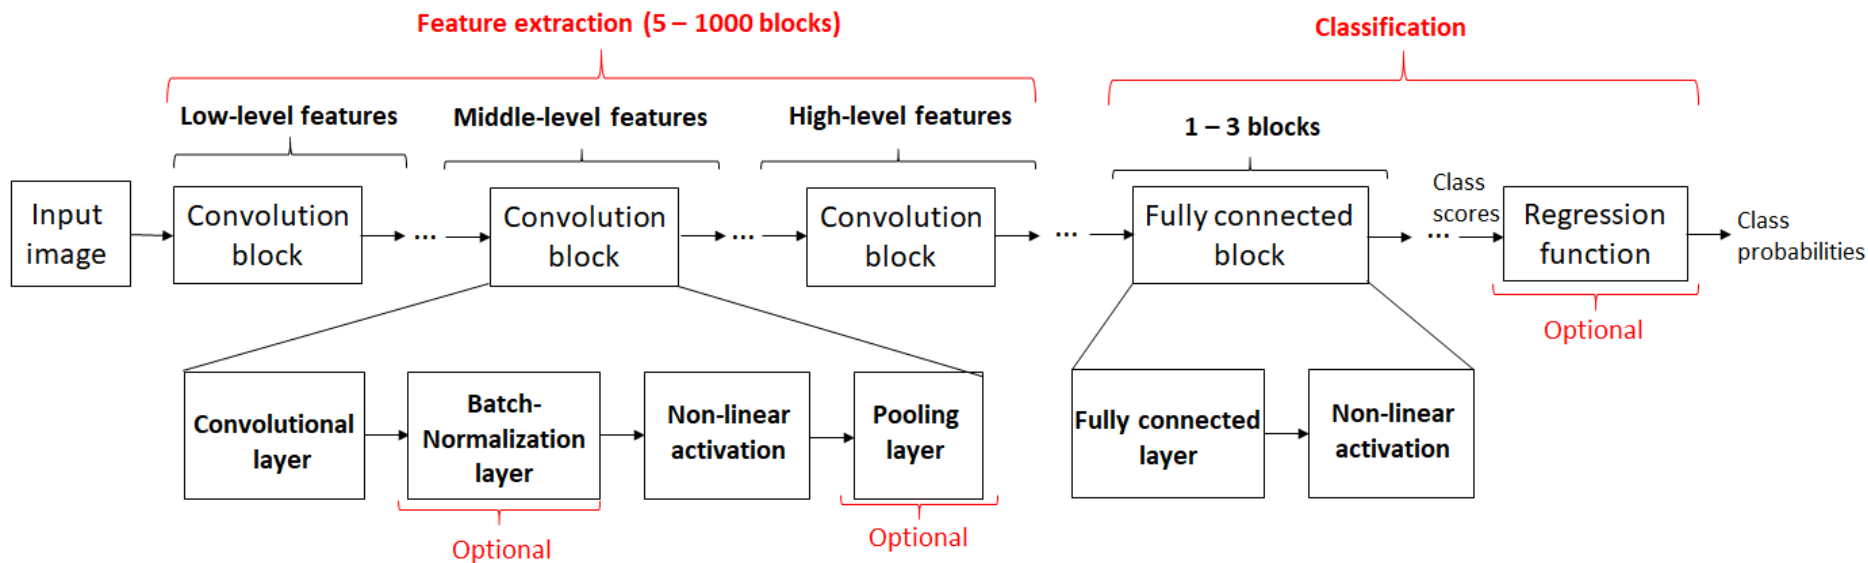 Feature extraction (5 – 1000 blocks)
Classification
Low-level features
Middle-level features
High-level features
1 – 3 blocks
Input
image
Convolution
block
...
Convolution
block
...
Convolution
block
...
Fully connected
block
Class
scores
...
Regression
function
Class
probabilities
Optional
Convolutional
layer
Batch-
Normalization
layer
Non-linear
activation
Pooling
layer
Fully connected
layer
Non-linear
activation
Optional
Optional